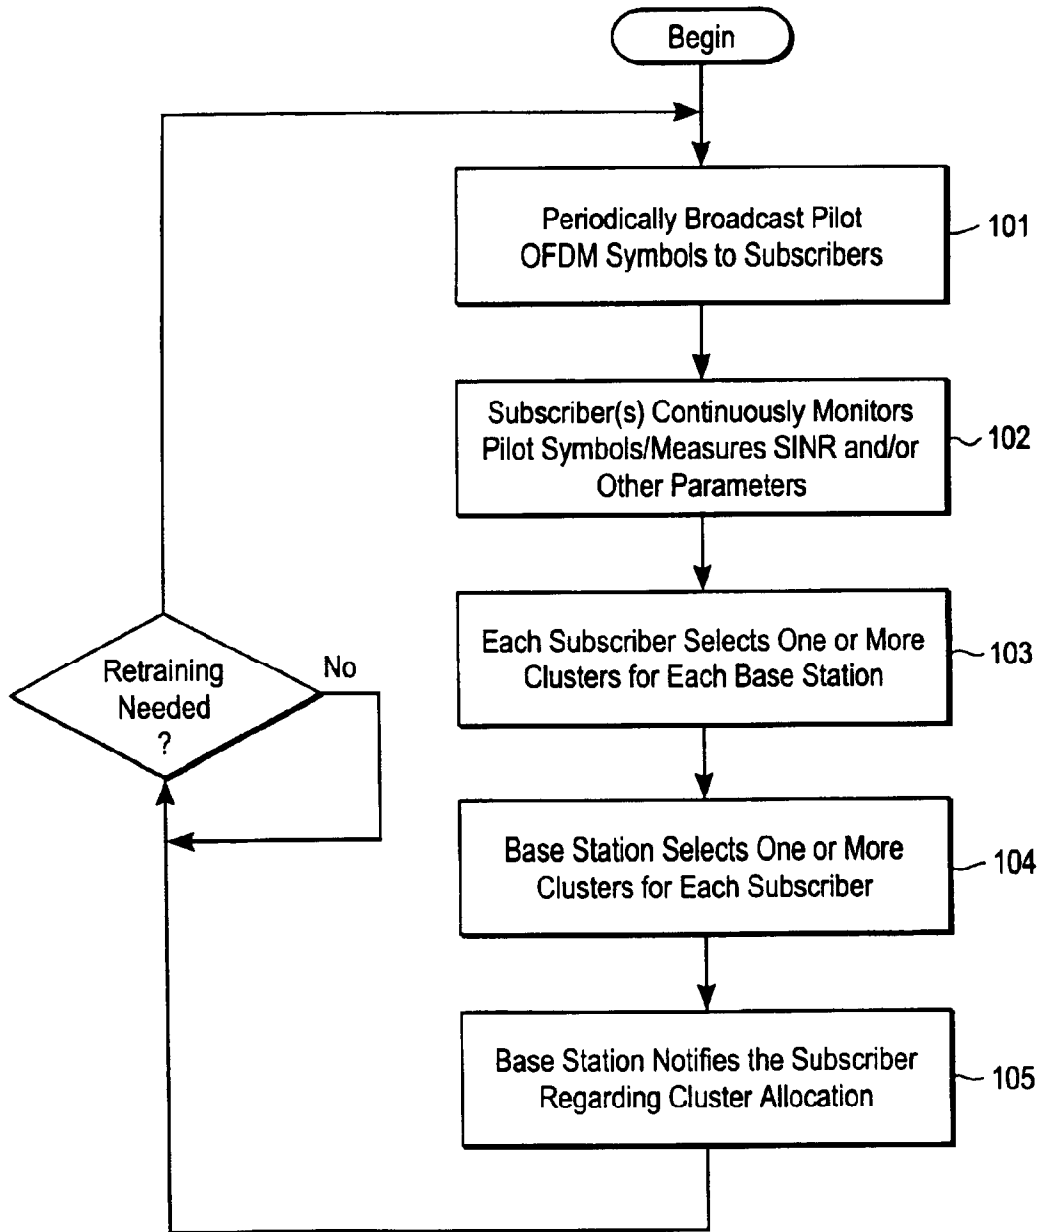 Begin
Periodically Broadcast Pilot
OFDM Symbols to Subscribers
101
Subscriber(s) Continuously Monitors
Pilot Symbols/Measures SINR and/or
Other Parameters
102
Each Subscriber Selects One or More
Clusters for Each Base Station
103
Base Station Selects One or More
Clusters for Each Subscriber
104
Base Station Notifies the Subscriber
Regarding Cluster Allocation
105
Retraining
Needed
?
No